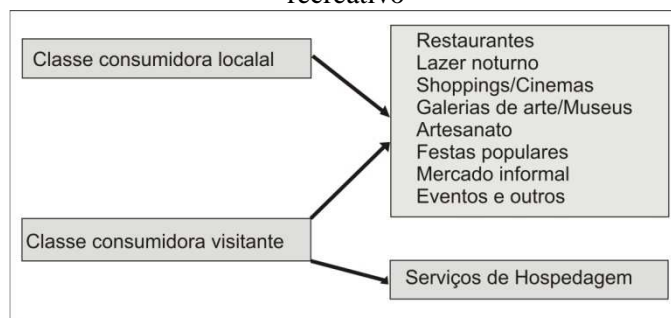 recreativo
Classe consumidora localal
Restaurantes
Lazer noturno
Shoppings/Cinemas
Galerias de arte/Museus
Artesanato
Festas populares
Mercado informal
Eventos e outros
Classe consumidora visitante
Serviços de Hospedagem